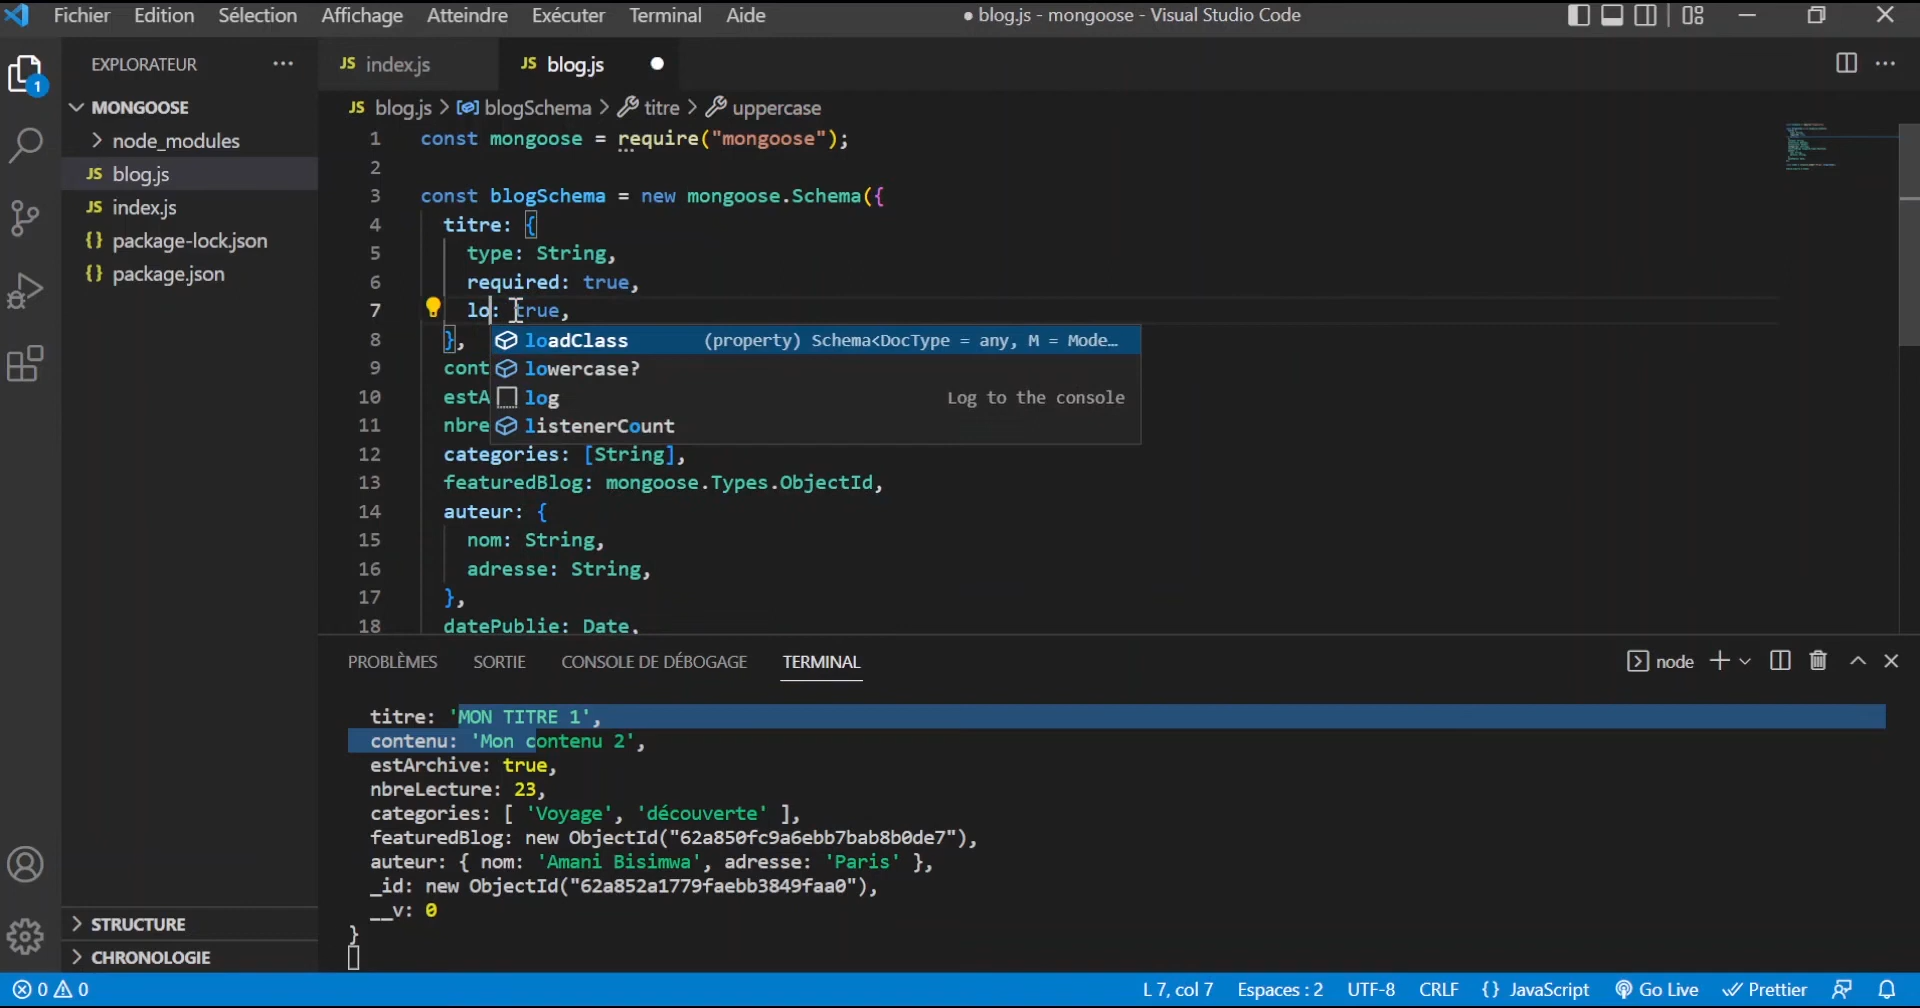 Fichier Edition Sélection Affichage Atteindre Exécuter Terminal Aide ● blog.js - mongoose - Visual Studio Code
EXPLORATEUR
1
MONGOOSE
node_modules
JS blog.js
JS index.js
{} package-lock.json
{} package.json
STRUCTURE
CHRONOLOGIE
JS index.js JS blog.js
JS blog.js > blogSchema > titre > uppercase
1 const mongoose = require("mongoose");
2
3 const blogSchema = new mongoose.Schema({
4 titre: {
5 type: String,
6 required: true,
7 lo: true,
8 },
9 cont
10 estA
11 nbre
loadClass (property) Schema<DocType = any, M = Mode…
lowercase?
log Log to the console
listenerCount
12 categories: [String],
13 featuredBlog: mongoose.Types.ObjectId,
14 auteur: {
15 nom: String,
16 adresse: String,
17 },
18 datePublie: Date,
PROBLÈMES SORTIE CONSOLE DE DÉBOGAGE TERMINAL node
titre: 'MON TITRE 1',
contenu: 'Mon contenu 2',
estArchive: true,
nbreLecture: 23,
categories: [ 'Voyage', 'découverte' ],
featuredBlog: new ObjectId("62a850fc9a6ebb7bab8b0de7"),
auteur: { nom: 'Amani Bisimwa', adresse: 'Paris' },
_id: new ObjectId("62a852a1779faebb3849faa0"),
__v: 0
}
0 0 L 7, col 7 Espaces : 2 UTF-8 CRLF {} JavaScript Go Live Prettier